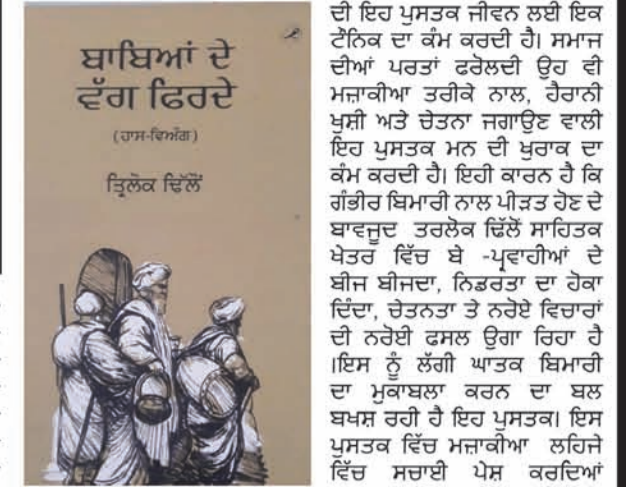 ਬਾਬਿਆਂ ਦੇ
ਵੱਗ ਫਿਰਦੇ
(ਹਾਸ-ਵਿਅੰਗ)
ਤ੍ਰਿਲੋਕ ਢਿੱਲੋਂ
ਦੀ ਇਹ ਪੁਸਤਕ ਜੀਵਨ ਲਈ ਇਕ
ਟੌਨਿਕ ਦਾ ਕੰਮ ਕਰਦੀ ਹੈ। ਸਮਾਜ
ਦੀਆਂ ਪਰਤਾਂ ਫਰੋਲਦੀ ਉਹ ਵੀ
ਮਜ਼ਾਕੀਆ ਤਰੀਕੇ ਨਾਲ, ਹੈਰਾਨੀ
ਖੁਸ਼ੀ ਅਤੇ ਚੇਤਨਾ ਜਗਾਉਣ ਵਾਲੀ
ਇਹ ਪੁਸਤਕ ਮਨ ਦੀ ਖੁਰਾਕ ਦਾ
ਕੰਮ ਕਰਦੀ ਹੈ। ਇਹੀ ਕਾਰਨ ਹੈ ਕਿ
ਗੰਭੀਰ ਬਿਮਾਰੀ ਨਾਲ ਪੀੜਤ ਹੋਣ ਦੇ
ਬਾਵਜੂਦ ਤਰਲੋਕ ਢਿੱਲੋਂ ਸਾਹਿਤਕ
ਖੇਤਰ ਵਿੱਚ ਬੇ -ਪ੍ਰਵਾਹੀਆਂ ਦੇ
ਬੀਜ ਬੀਜਦਾ, ਨਿਡਰਤਾ ਦਾ ਹੋਕਾ
ਦਿੰਦਾ, ਚੇਤਨਤਾ ਤੇ ਨਰੋਏ ਵਿਚਾਰਾਂ
ਦੀ ਨਰੋਈ ਫਸਲ ਉਗਾ ਰਿਹਾ ਹੈ
।ਇਸ ਨੂੰ ਲੱਗੀ ਘਾਤਕ ਬਿਮਾਰੀ
ਦਾ ਮੁਕਾਬਲਾ ਕਰਨ ਦਾ ਬਲ
ਬਖਸ਼ ਰਹੀ ਹੈ ਇਹ ਪੁਸਤਕ। ਇਸ
ਪੁਸਤਕ ਵਿੱਚ ਮਜ਼ਾਕੀਆ ਲਹਿਜੇ
ਵਿੱਚ ਸਚਾਈ ਪੇਸ਼ ਕਰਦਿਆਂ